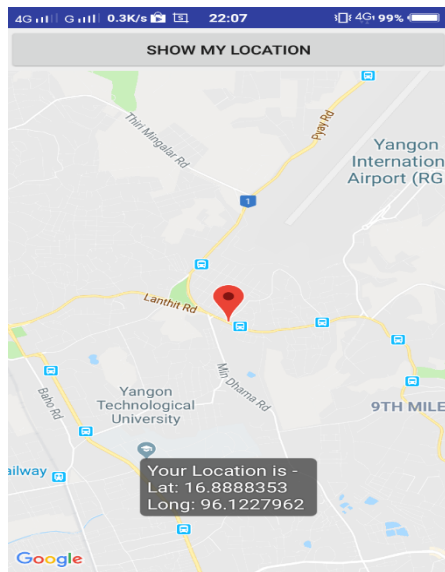 4G G 0.3K/s 22:07 4G 99%
SHOW MY LOCATION
Thiri Mingalar Rd
Pyay Rd
Yangon
International
Airport (RG
1
Lanthit Rd
Min Dhama Rd
Baho Rd
Yangon
Technological
University
9TH MILE
ailway
Your Location is -
Lat: 16.8888353
Long: 96.1227962
Google